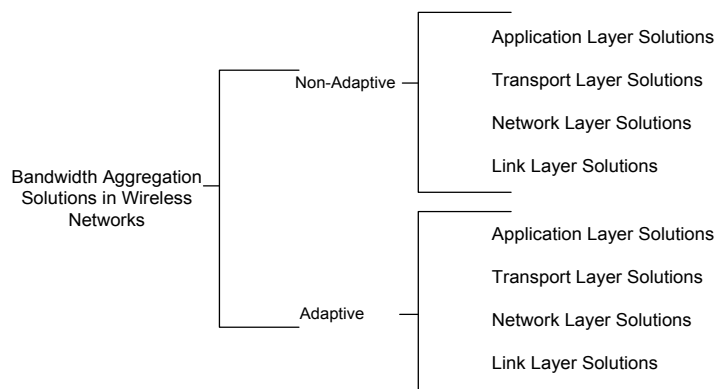 Bandwidth Aggregation
Solutions in Wireless
Networks
Non-Adaptive
Application Layer Solutions
Transport Layer Solutions
Network Layer Solutions
Link Layer Solutions
Adaptive
Application Layer Solutions
Transport Layer Solutions
Network Layer Solutions
Link Layer Solutions